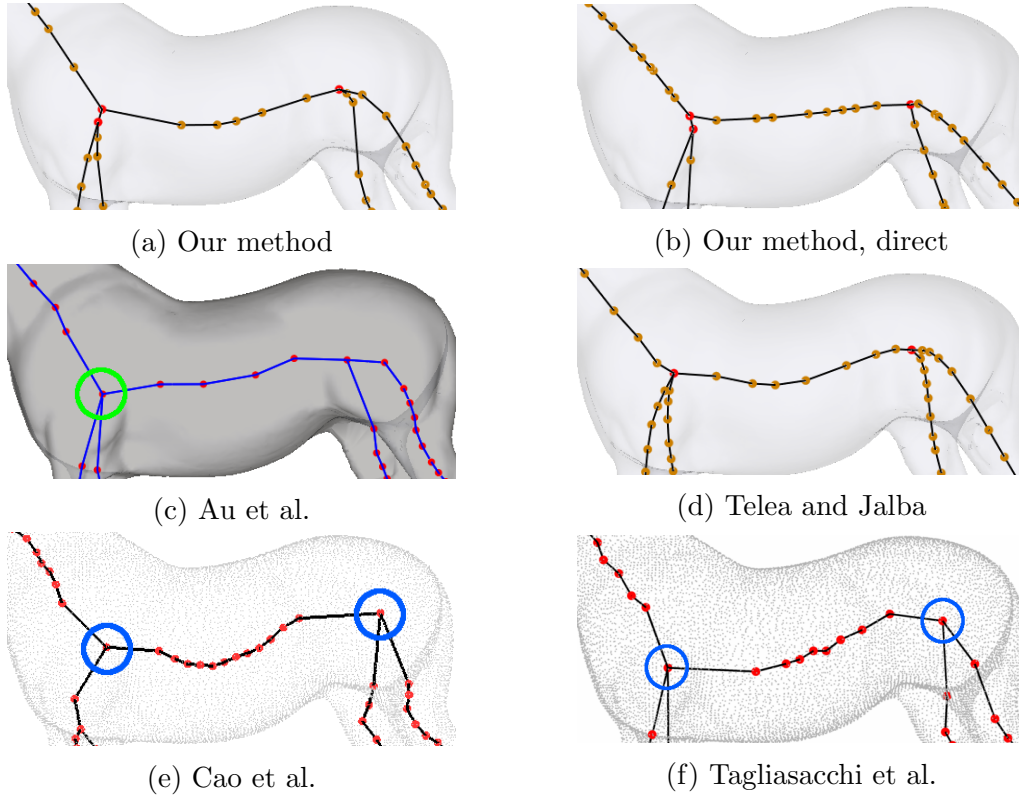 (a) Our method
(b) Our method, direct
(c) Au et al.
(d) Telea and Jalba
(e) Cao et al.
(f) Tagliasacchi et al.